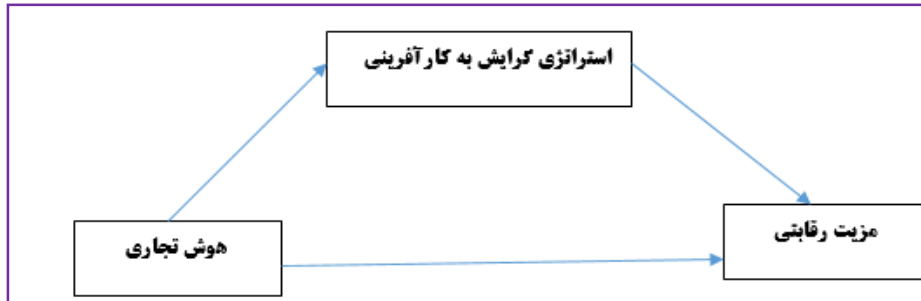 استراتژی گرایش به کارآفرینی
مزیت رقابتی
هوش تجاری